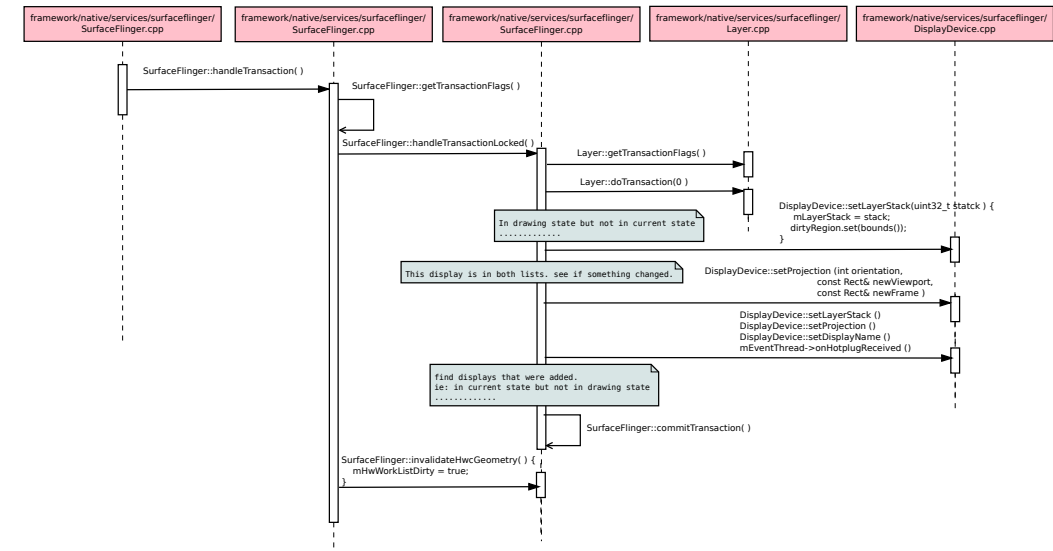 framework/native/services/surfaceflinger/
SurfaceFlinger.cpp
framework/native/services/surfaceflinger/
SurfaceFlinger.cpp
framework/native/services/surfaceflinger/
SurfaceFlinger.cpp
framework/native/services/surfaceflinger/
Layer.cpp
framework/native/services/surfaceflinger/
DisplayDevice.cpp
SurfaceFlinger::handleTransaction( )
SurfaceFlinger::getTransactionFlags( )
SurfaceFlinger::handleTransactionLocked( )
Layer::getTransactionFlags( )
Layer::doTransaction(0 )
DisplayDevice::setLayerStack(uint32_t statck ) {
mLayerStack = stack;
dirtyRegion.set(bounds());
}
In drawing state but not in current state
.............
This display is in both lists. see if something changed.
DisplayDevice::setProjection (int orientation,
const Rect& newViewport,
const Rect& newFrame )
DisplayDevice::setLayerStack ()
DisplayDevice::setProjection ()
DisplayDevice::setDisplayName ()
mEventThread->onHotplugReceived ()
find displays that were added.
ie: in current state but not in drawing state
.............
SurfaceFlinger::commitTransaction( )
SurfaceFlinger::invalidateHwcGeometry( ) {
mHwWorkListDirty = true;
}